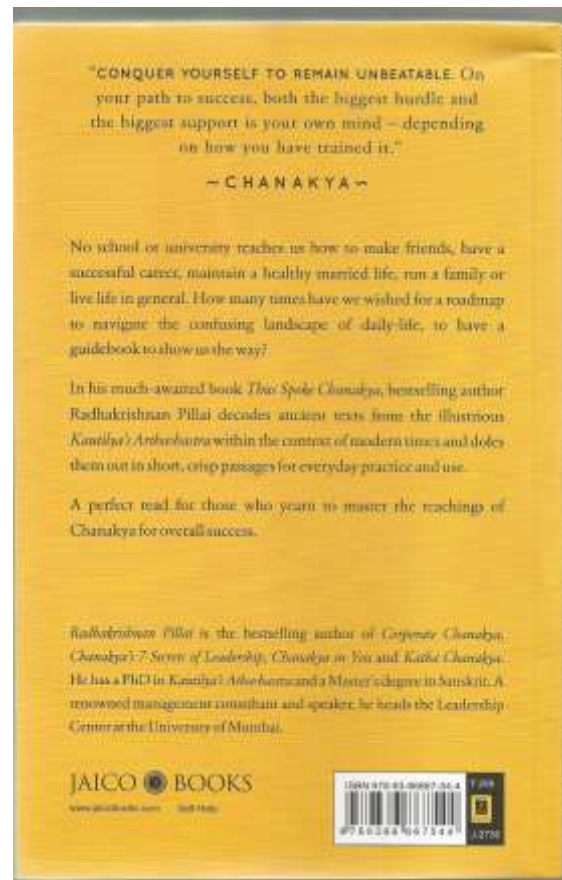 "CONQUER YOURSELF TO REMAIN UNBEATABLE. On
your path to success, both the biggest hurdle and
the biggest support is your own mind – depending
on how you have trained it."
~CHANAKYA~
No school or university teaches us how to make friends, have a
successful career, maintain a healthy married life, run a family or
live life in general. How many times have we wished for a roadmap
to navigate the confusing landscape of daily-life, to have a
guidebook to show us the way?
In his much-awaited book Thus Spoke Chanakya, bestselling author
Radhakrishnan Pillai decodes ancient texts from the illustrious
Kautilya's Arthashastra within the context of modern times and doles
them out in short, crisp passages for everyday practice and use.
A perfect read for those who yearn to master the teachings of
Chanakya for overall success.
Radhakrishnan Pillai is the bestselling author of Corporate Chanakya,
Chanakya's 7 Secrets of Leadership, Chanakya in You and Katha Chanakya.
He has a PhD in Kautilya's Arthashastra and a Master's degree in Sanskrit. A
renowned management consultant and speaker, he heads the Leadership
Center at the University of Mumbai.
JAICO BOOKS
www.jaicobooks.com Self-Help
ISBN